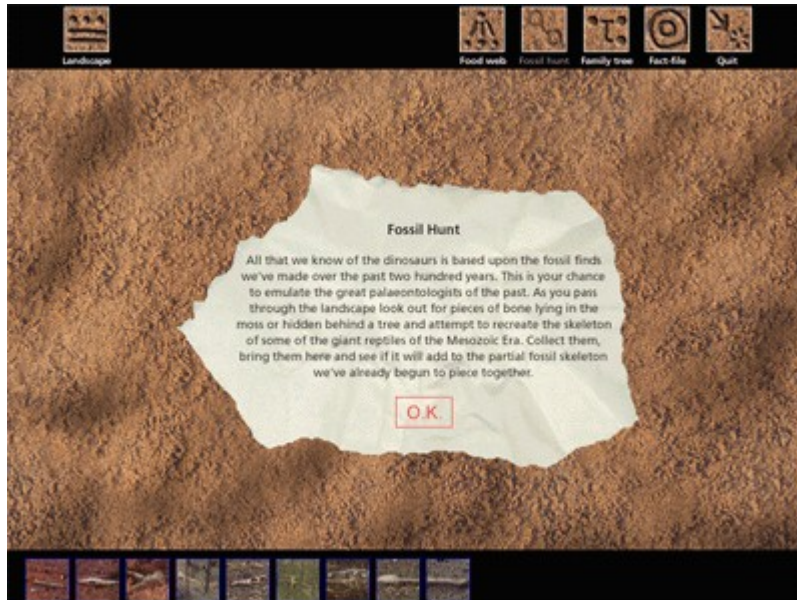 Landscape
Food web
Fossil hunt
Family tree
Fact-file
Quit
Fossil Hunt
All that we know of the dinosaurs is based upon the fossil finds
we've made over the past two hundred years. This is your chance
to emulate the great palaeontologists of the past. As you pass
through the landscape look out for pieces of bone lying in the
moss or hidden behind a tree and attempt to recreate the skeleton
of some of the giant reptiles of the Mesozoic Era. Collect them,
bring them here and see if it will add to the partial fossil skeleton
we've already begun to piece together.
O.K.